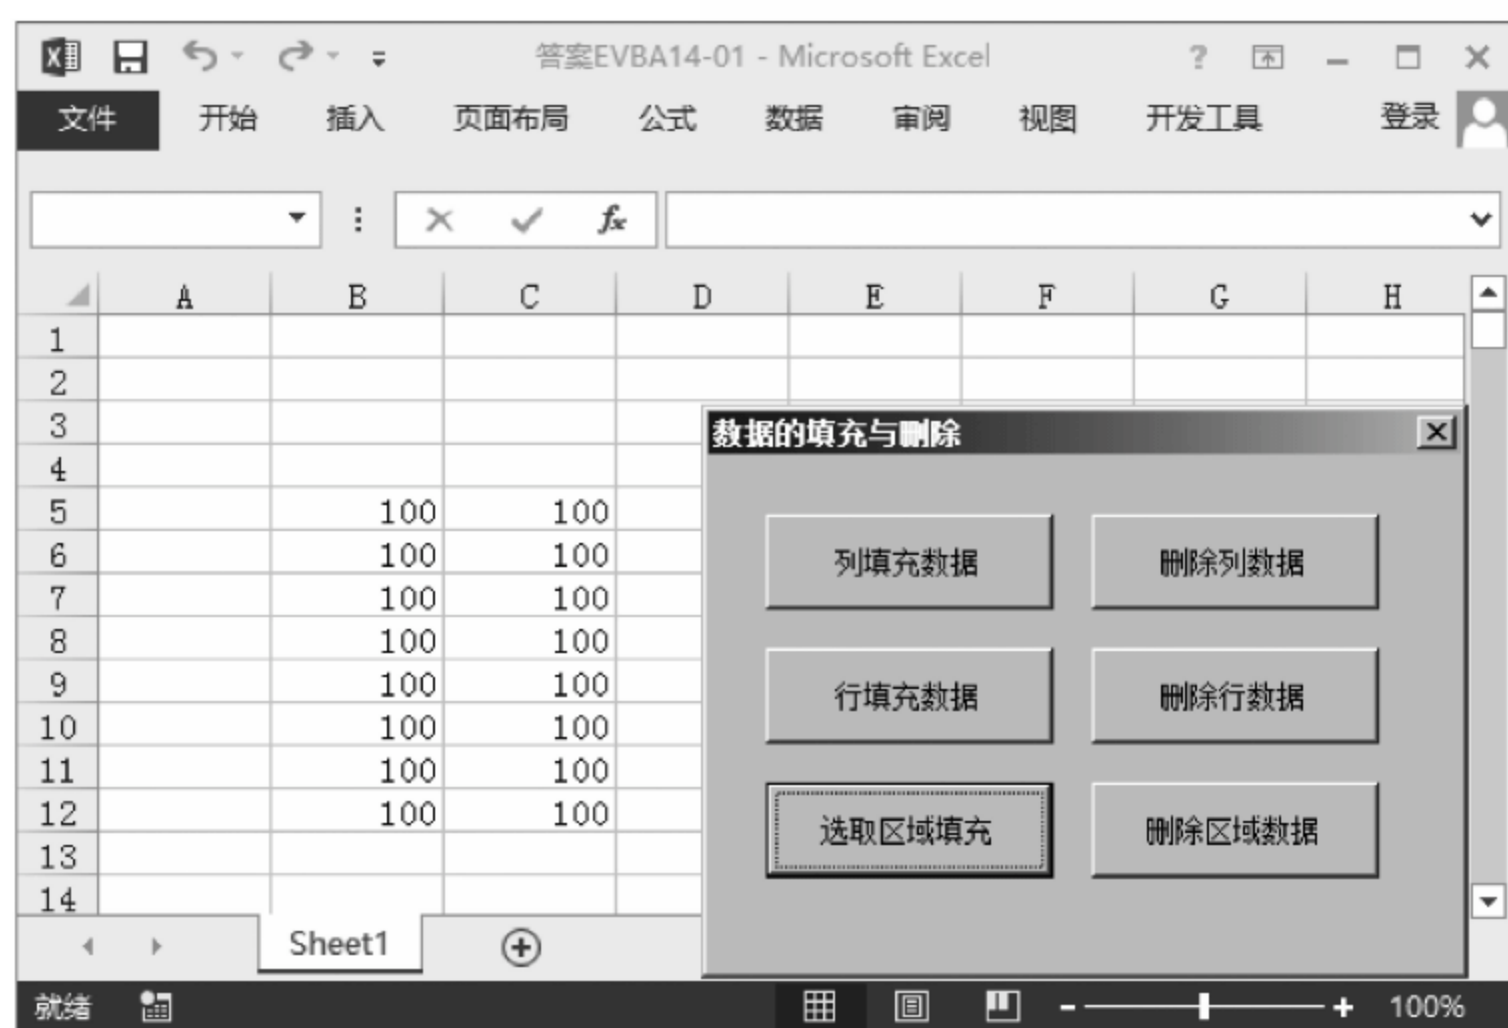 答案EVBA14-01 - Microsoft Excel
文件 开始 插入 页面布局 公式 数据 审阅 视图 开发工具 登录
fx
A B C D E F G H
1
2
3
4
5 100 100
6 100 100
7 100 100
8 100 100
9 100 100
10 100 100
11 100 100
12 100 100
13
14
数据的填充与删除
列填充数据 删除列数据
行填充数据 删除行数据
选取区域填充 删除区域数据
Sheet1
就绪 100%